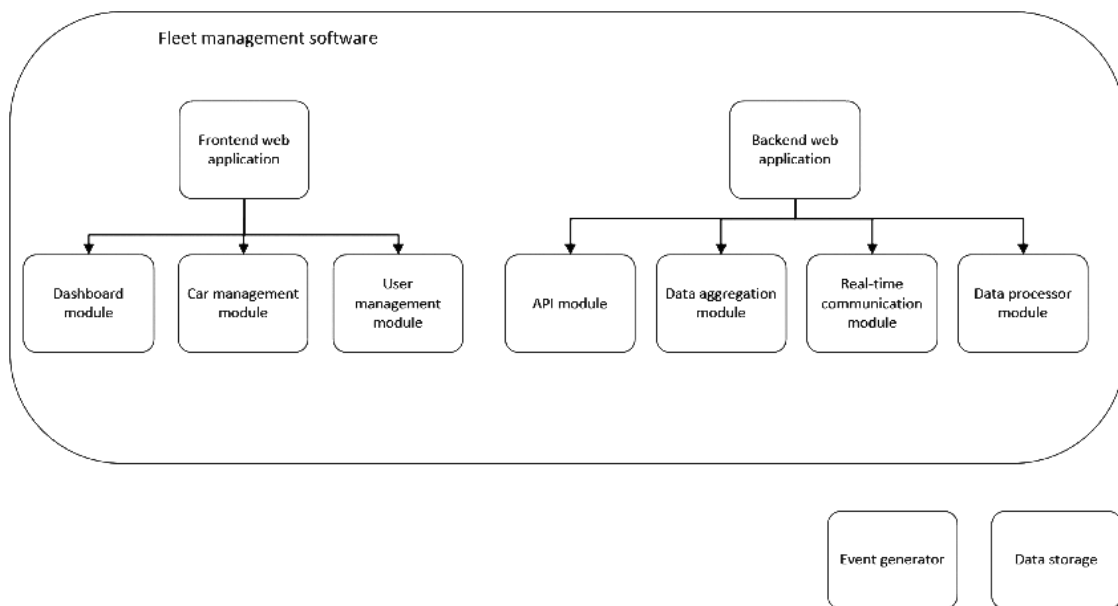 Fleet management software
Frontend web
application
Backend web
application
Dashboard
module
Car management
module
User
management
module
API module
Data aggregation
module
Real-time
communication
module
Data processor
module
Event generator
Data storage